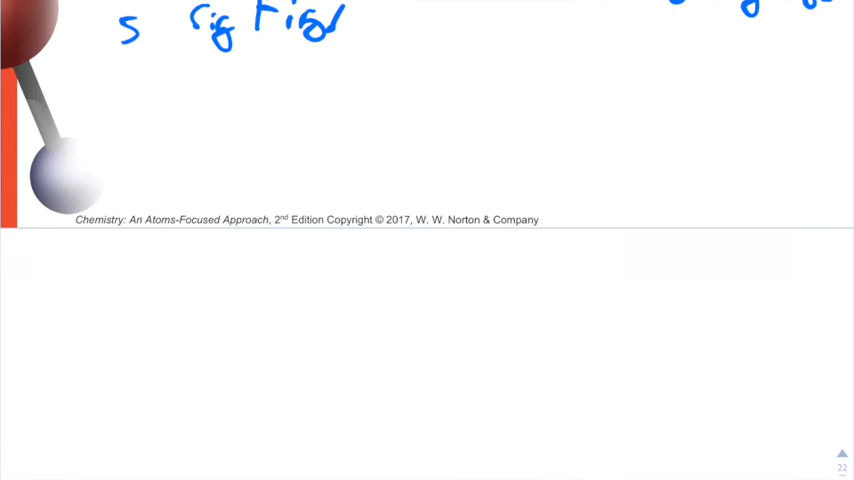 5 sig Figs
Chemistry: An Atoms-Focused Approach, 2nd Edition Copyright © 2017, W. W. Norton & Company
22